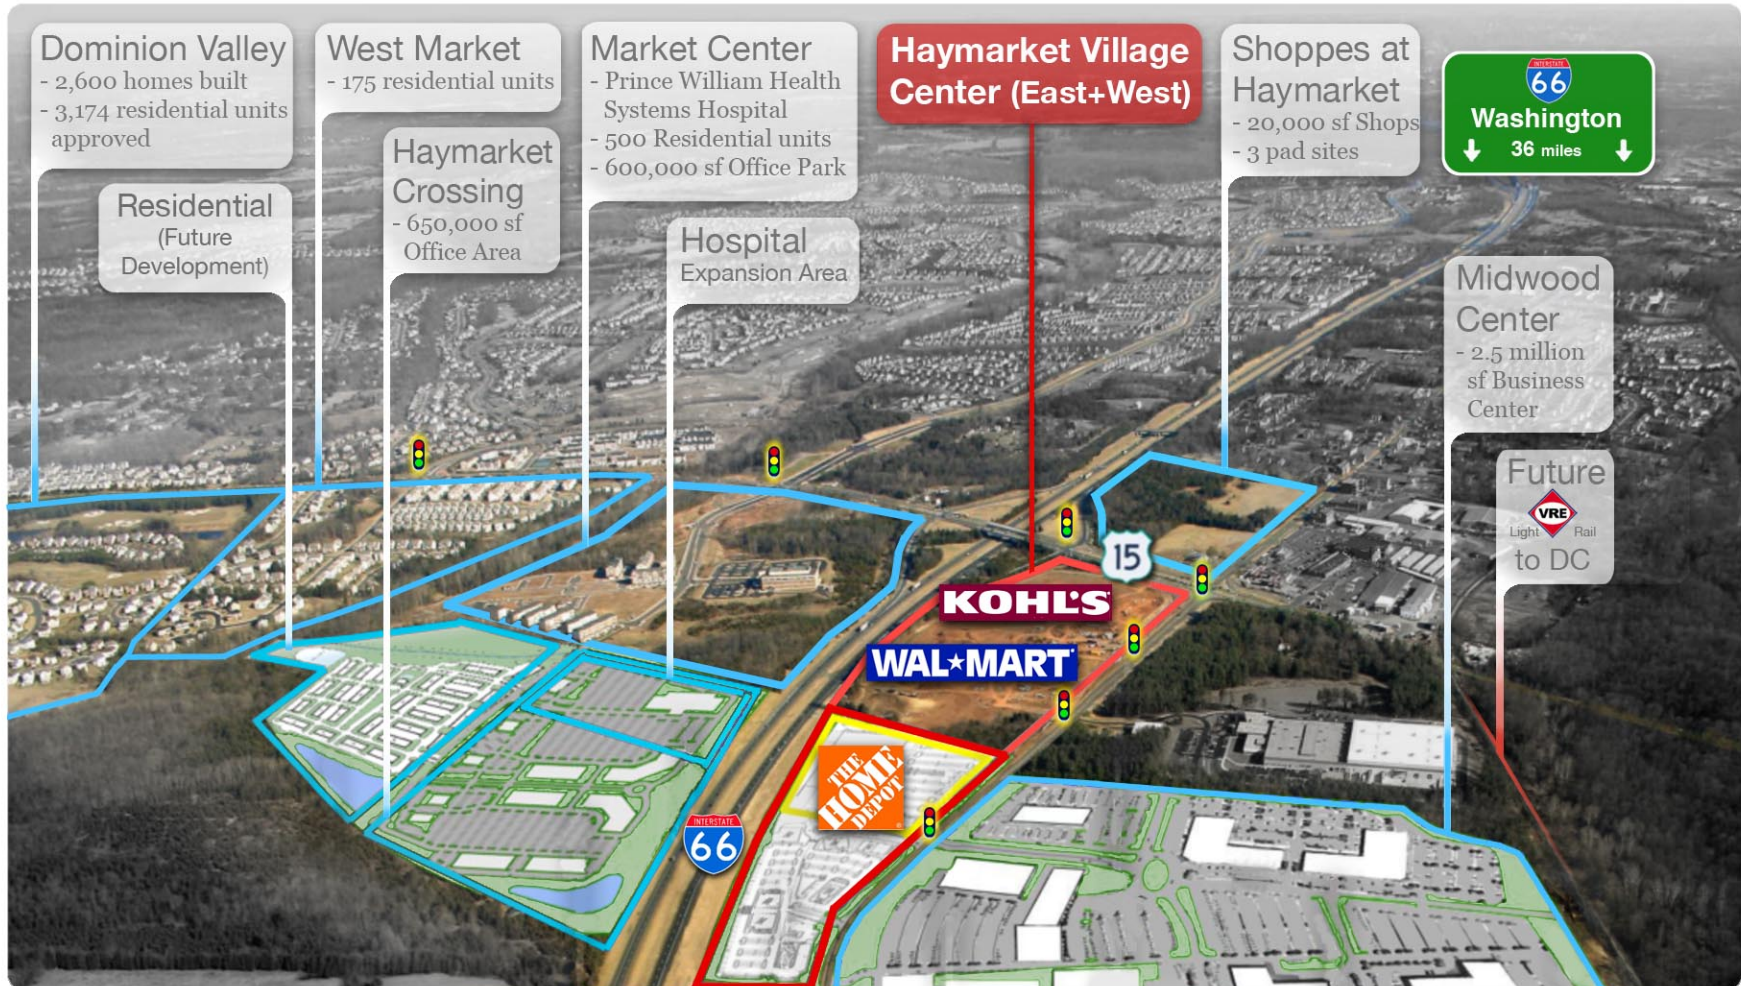 Dominion Valley
- 2,600 homes built
- 3,174 residential units
approved
West Market
- 175 residential units
Market Center
- Prince William Health
Systems Hospital
- 500 Residential units
- 600,000 sf Office Park
Haymarket Village
Center (East+West)
Shoppes at
Haymarket
- 20,000 sf Shops
- 3 pad sites
INTERSTATE
66
Washington
36 miles
Residential
(Future
Development)
Haymarket
Crossing
- 650,000 sf
Office Area
Hospital
Expansion Area
Midwood
Center
- 2.5 million
sf Business
Center
Future
VRE
Light Rail
to DC
15
KOHL'S
WAL★MART
THE
HOME
DEPOT
INTERSTATE
66